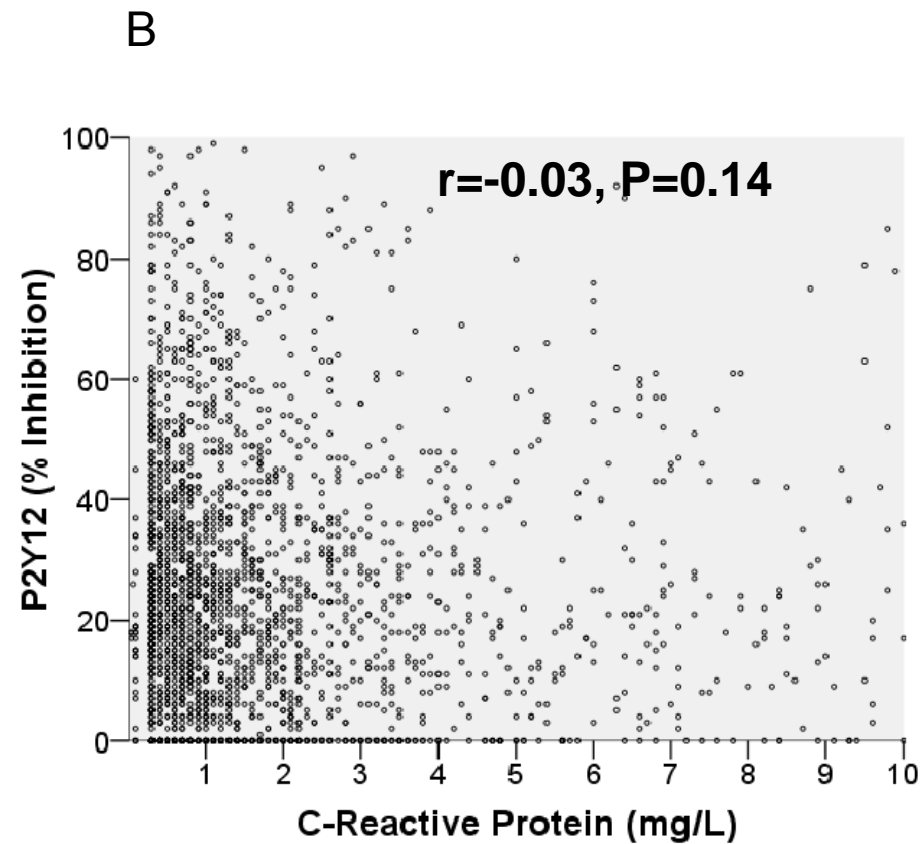 B
r=-0.03, P=0.14
P2Y12 (% Inhibition)
100
80
60
40
20
0
1 2 3 4 5 6 7 8 9 10
C-Reactive Protein (mg/L)